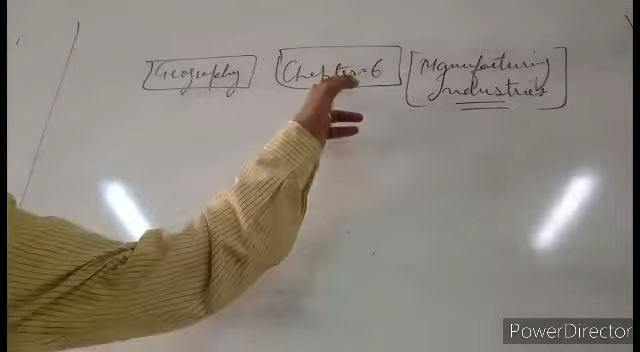 Geography
Chapter-6
Manufacturing
Industries
PowerDirector